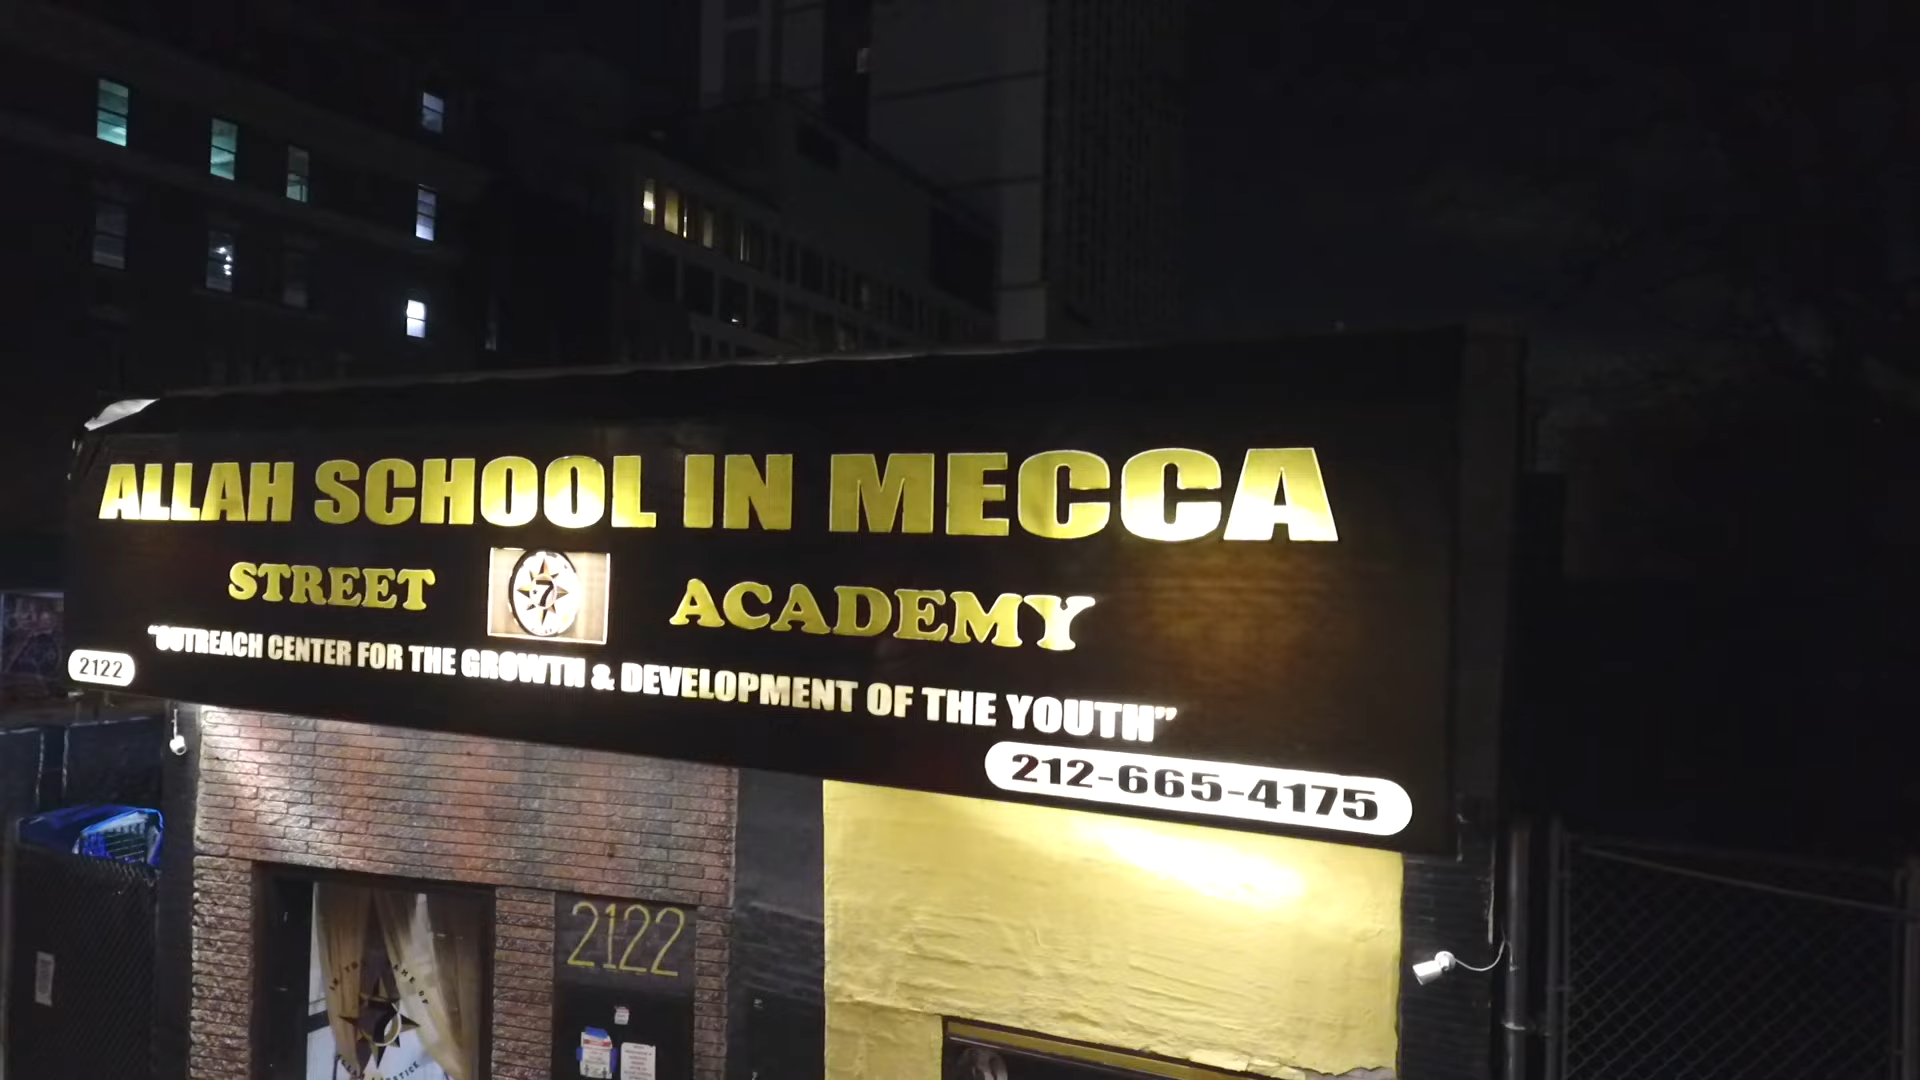 ALLAH SCHOOL IN MECCA
STREET 7 ACADEMY
"OUTREACH CENTER FOR THE GROWTH & DEVELOPMENT OF THE YOUTH"
2122
212-665-4175
2122